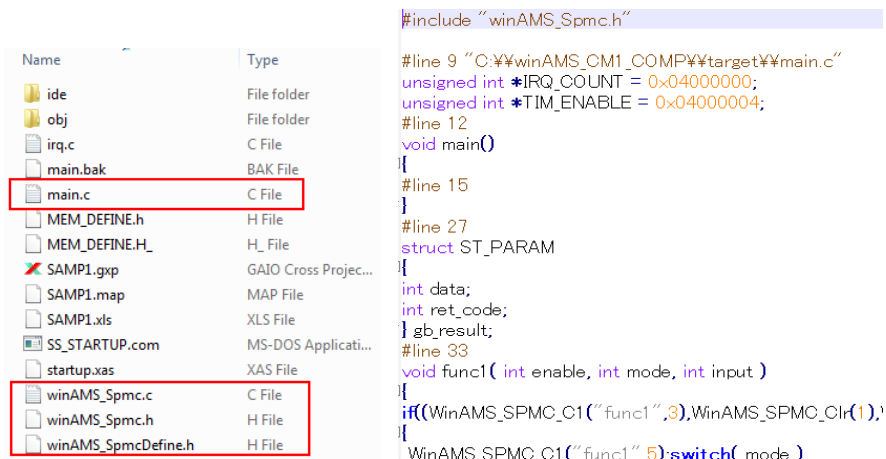 Name Type
ide File folder
obj File folder
irq.c C File
main.bak BAK File
main.c C File
MEM_DEFINE.h H File
MEM_DEFINE.H_ H_ File
SAMP1.gxp GAIO Cross Projec...
SAMP1.map MAP File
SAMP1.xls XLS File
SS_STARTUP.com MS-DOS Applicati...
startup.xas XAS File
winAMS_Spmc.c C File
winAMS_Spmc.h H File
winAMS_SpmcDefine.h H File
#include "winAMS_Spmc.h"
#line 9 "C:¥¥winAMS_CM1_COMP¥¥target¥¥main.c"
unsigned int *IRQ_COUNT = 0x04000000;
unsigned int *TIM_ENABLE = 0x04000004;
#line 12
void main()
{
#line 15
}
#line 27
struct ST_PARAM
{
int data;
int ret_code;
} gb_result;
#line 33
void func1( int enable, int mode, int input )
{
if((WinAMS_SPMC_C1("func1",3),WinAMS_SPMC_Clr(1),
{
WinAMS_SPMC_C1("func1",5);switch( mode )